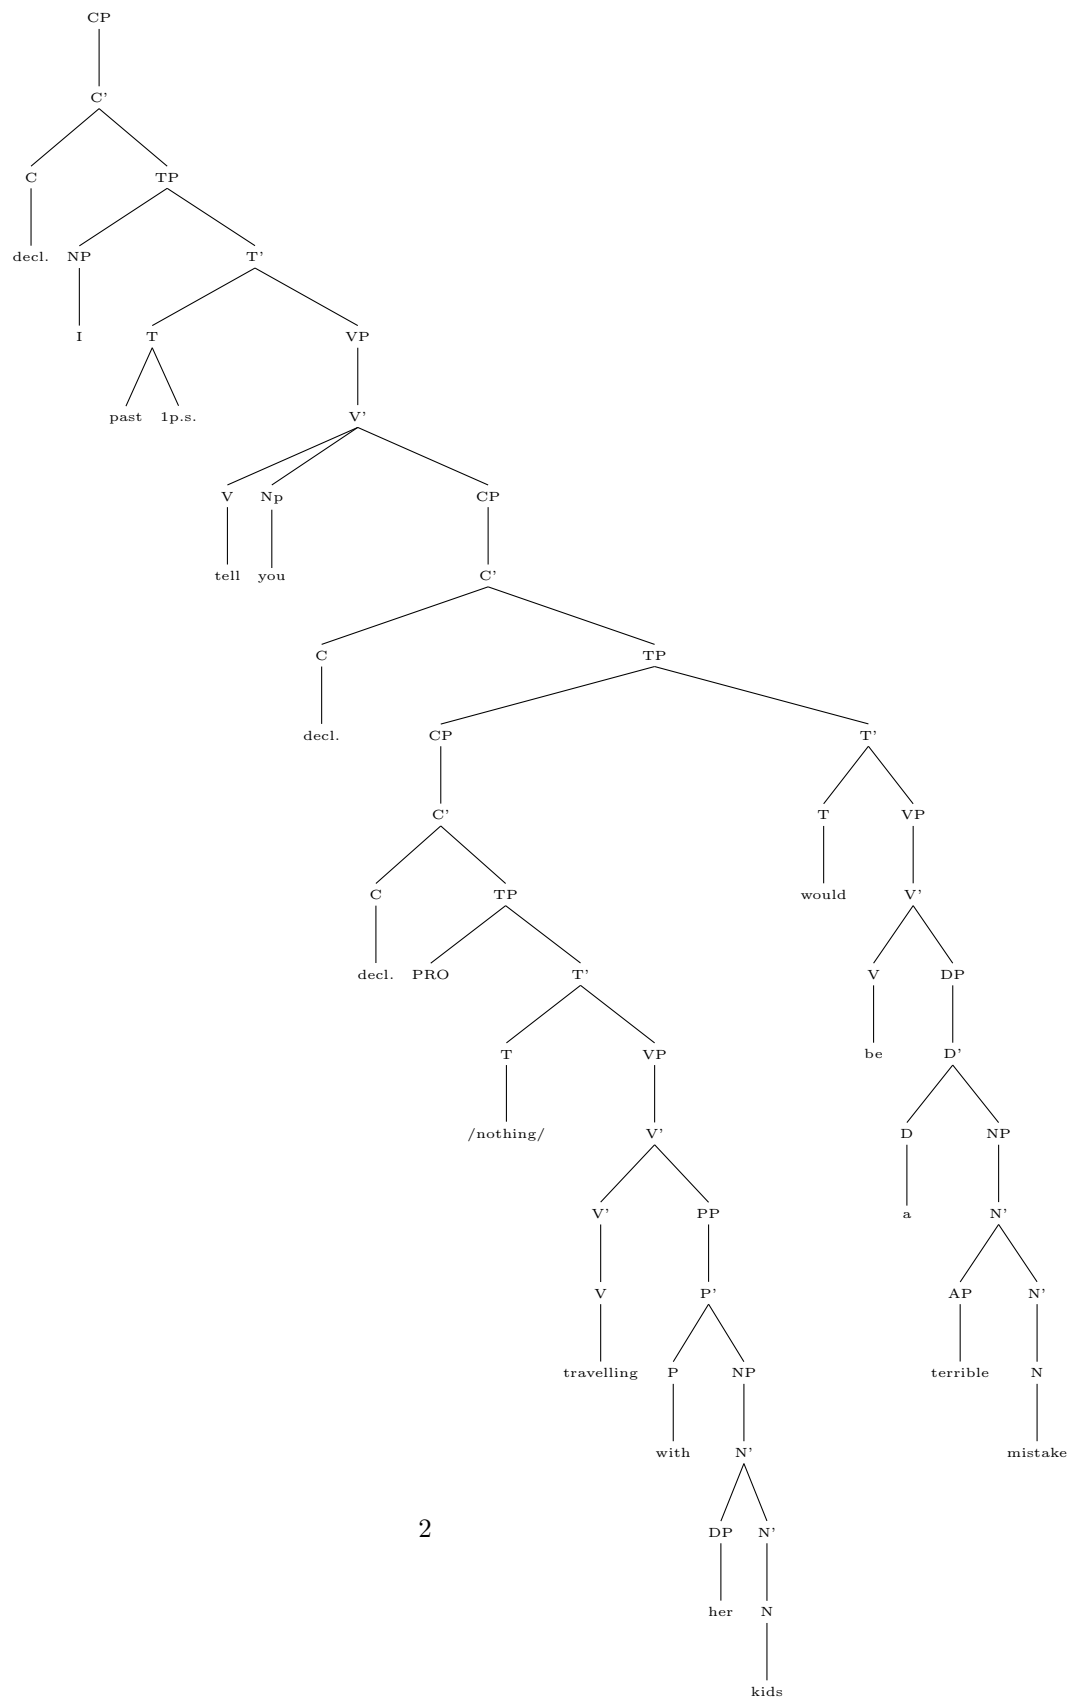 CP
C'
C TP
decl. NP T'
I T VP
past 1p.s. V'
V Np CP
tell you C'
C TP
decl. CP T'
C' T VP
C TP would V'
decl. PRO T' V DP
T VP be D'
/nothing/ V' D NP
V' PP a N'
V P' AP N'
travelling P NP terrible N
with N' mistake
2 DP N'
her N
kids